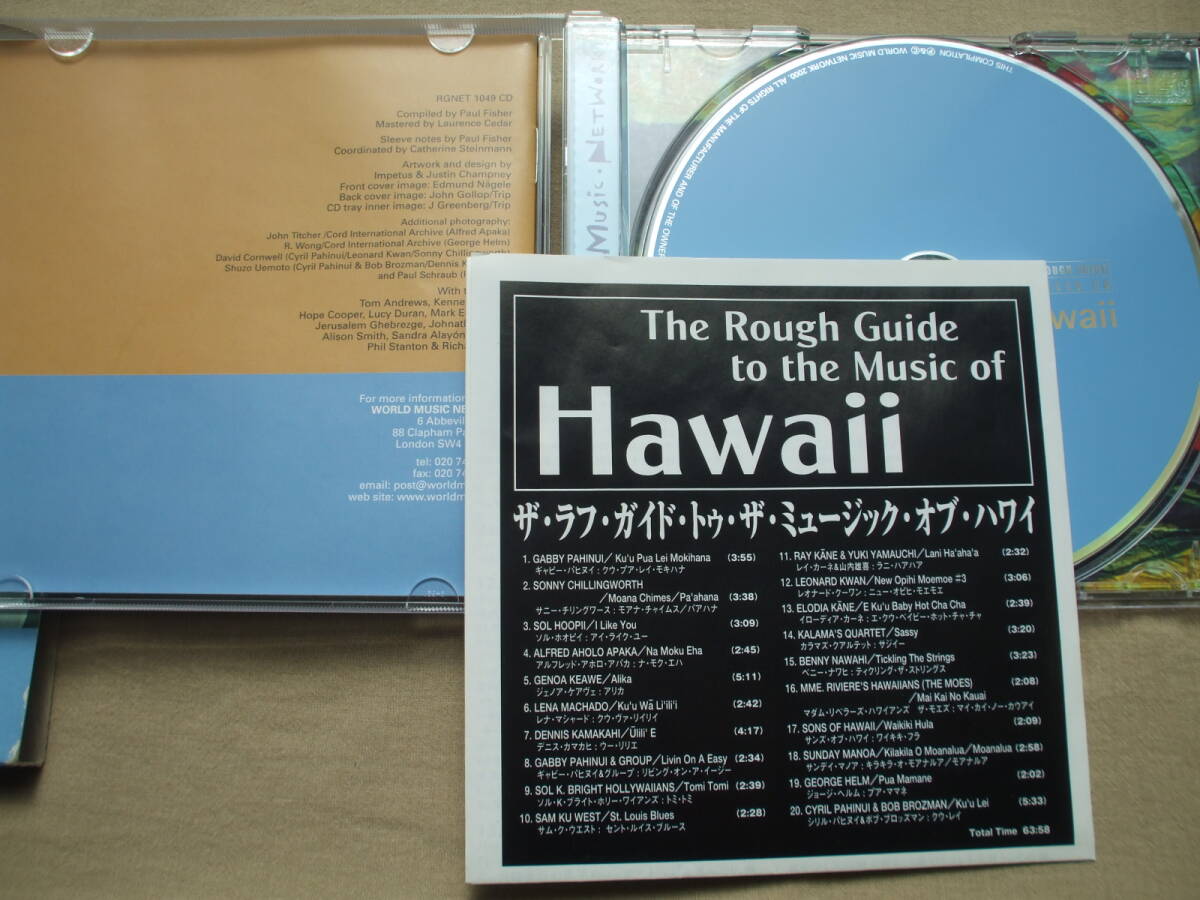 RGNET 1049 CD
Compiled by Paul Fisher
Mastered by Laurence Cedar
Sleeve notes by Paul Fisher
Coordinated by Catherine Steinmann
Artwork and design by
Impetus & Justin Champney
Front cover image: Edmund Nägele
Back cover image: John Gollop/Trip
CD tray inner image: J Greenberg/Trip
Additional photography:
John Titcher /Cord International Archive (Alfred Apaka)
R. Wong/Cord International Archive (George Helm)
David Cornwell (Cyril Pahinui/Leonard Kwan/Sonny
Shuzo Uemoto (Cyril Pahinui & Bob Brozman/Dennis
and Paul Schraub
With
Tom Andrews,
Hope Cooper, Lucy Duran, Mark
Jerusalem Ghebrezge,
Alison Smith, Sandra
Phil Stanton &
For more information
WORLD MUSIC
6
88 Clapham
London SW4
tel: 020
fax: 020
email:
web site:
MUSIC · NETWORK
THIS COMPILATION ℗&© WORLD MUSIC NETWORK 2000. ALL RIGHTS OF THE MANUFACTURER AND OF THE OWNER
waii
The Rough Guide
to the Music of
Hawaii
ザ・ラフ・ガイド・トゥ・ザ・ミュージック・オブ・ハワイ
1. GABBY PAHINUI／Ku'u Pua Lei Mokihana (3:55)
ギャビー・パヒヌイ：クウ・プア・レイ・モキハナ
2. SONNY CHILLINGWORTH
／Moana Chimes／Pa'ahana (3:38)
サニー・チリングワース：モアナ・チャイムス／パアハナ
3. SOL HOOPII／I Like You (3:09)
ソル・ホオピイ：アイ・ライク・ユー
4. ALFRED AHOLO APAKA／Na Moku Eha (2:45)
アルフレッド・アホロ・アパカ：ナ・モク・エハ
5. GENOA KEAWE／Alika (5:11)
ジェノア・ケアヴェ：アリカ
6. LENA MACHADO／Ku'u Wā Li'ili'i (2:42)
レナ・マシャード：クウ・ヴァ・リイリイ
7. DENNIS KAMAKAHI／Ūlili' E (4:17)
デニス・カマカヒ：ウー・リリエ
8. GABBY PAHINUI & GROUP／Livin On A Easy (2:34)
ギャビー・パヒヌイ&グループ：リビング・オン・ア・イージー
9. SOL K. BRIGHT HOLLYWAIIANS／Tomi Tomi (2:39)
ソル・K・ブライト・ホリー・ワイアンズ：トミ・トミ
10. SAM KU WEST／St. Louis Blues (2:28)
サム・ク・ウエスト：セント・ルイス・ブルース
11. RAY KĀNE & YUKI YAMAUCHI／Lani Ha'aha'a (2:32)
レイ・カーネ&山内雄喜：ラニ・ハアハア
12. LEONARD KWAN／New Opihi Moemoe #3 (3:06)
レオナード・クーワン：ニュー・オピヒ・モエモエ
13. ELODIA KĀNE／E Ku'u Baby Hot Cha Cha (2:39)
イローディア・カーネ：エ・クウ・ベイビー・ホット・チャ・チャ
14. KALAMA'S QUARTET／Sassy (3:20)
カラマズ・クアルテット：サジイー
15. BENNY NAWAHI／Tickling The Strings (3:23)
ベニー・ナワヒ：ティクリング・ザ・ストリングス
16. MME. RIVIERE'S HAWAIIANS (THE MOES) (2:08)
／Mai Kai No Kauai
マダム・リベラーズ・ハワイアンズ ザ・モエズ：マイ・カイ・ノー・カウアイ
17. SONS OF HAWAII／Waikiki Hula (2:09)
サンズ・オブ・ハワイ：ワイキキ・フラ
18. SUNDAY MANOA／Kilakila O Moanalua／Moanalua (2:58)
サンデイ・マノア：キラキラ・オ・モアナルア／モアナルア
19. GEORGE HELM／Pua Mamane (2:02)
ジョージ・ヘルム：プア・ママネ
20. CYRIL PAHINUI & BOB BROZMAN／Ku'u Lei (5:33)
シリル・パヒヌイ&ボブ・ブロッズマン：クウ・レイ
Total Time 63:58